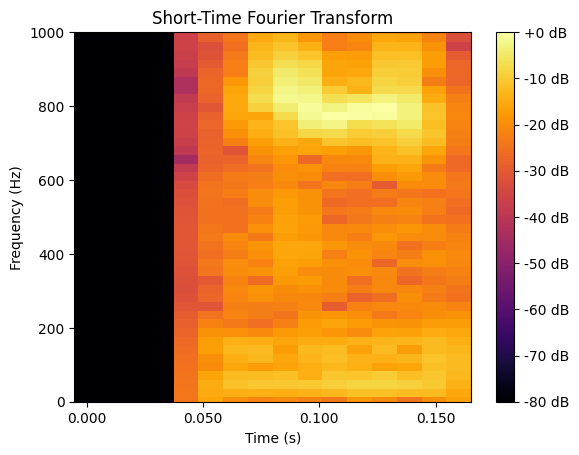 Short-Time Fourier Transform
1000
800
600
400
200
0
Frequency (Hz)
0.000
0.050
0.100
0.150
Time (s)
+0 dB
-10 dB
-20 dB
-30 dB
-40 dB
-50 dB
-60 dB
-70 dB
-80 dB